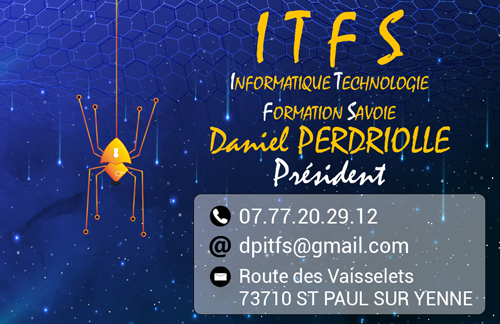 ITFS
INFORMATIQUE TECHNOLOGIE
FORMATION SAVOIE
Daniel PERDRIOLLE
Président
07.77.20.29.12
@ dpitfs@gmail.com
Route des Vaisselets
73710 ST PAUL SUR YENNE